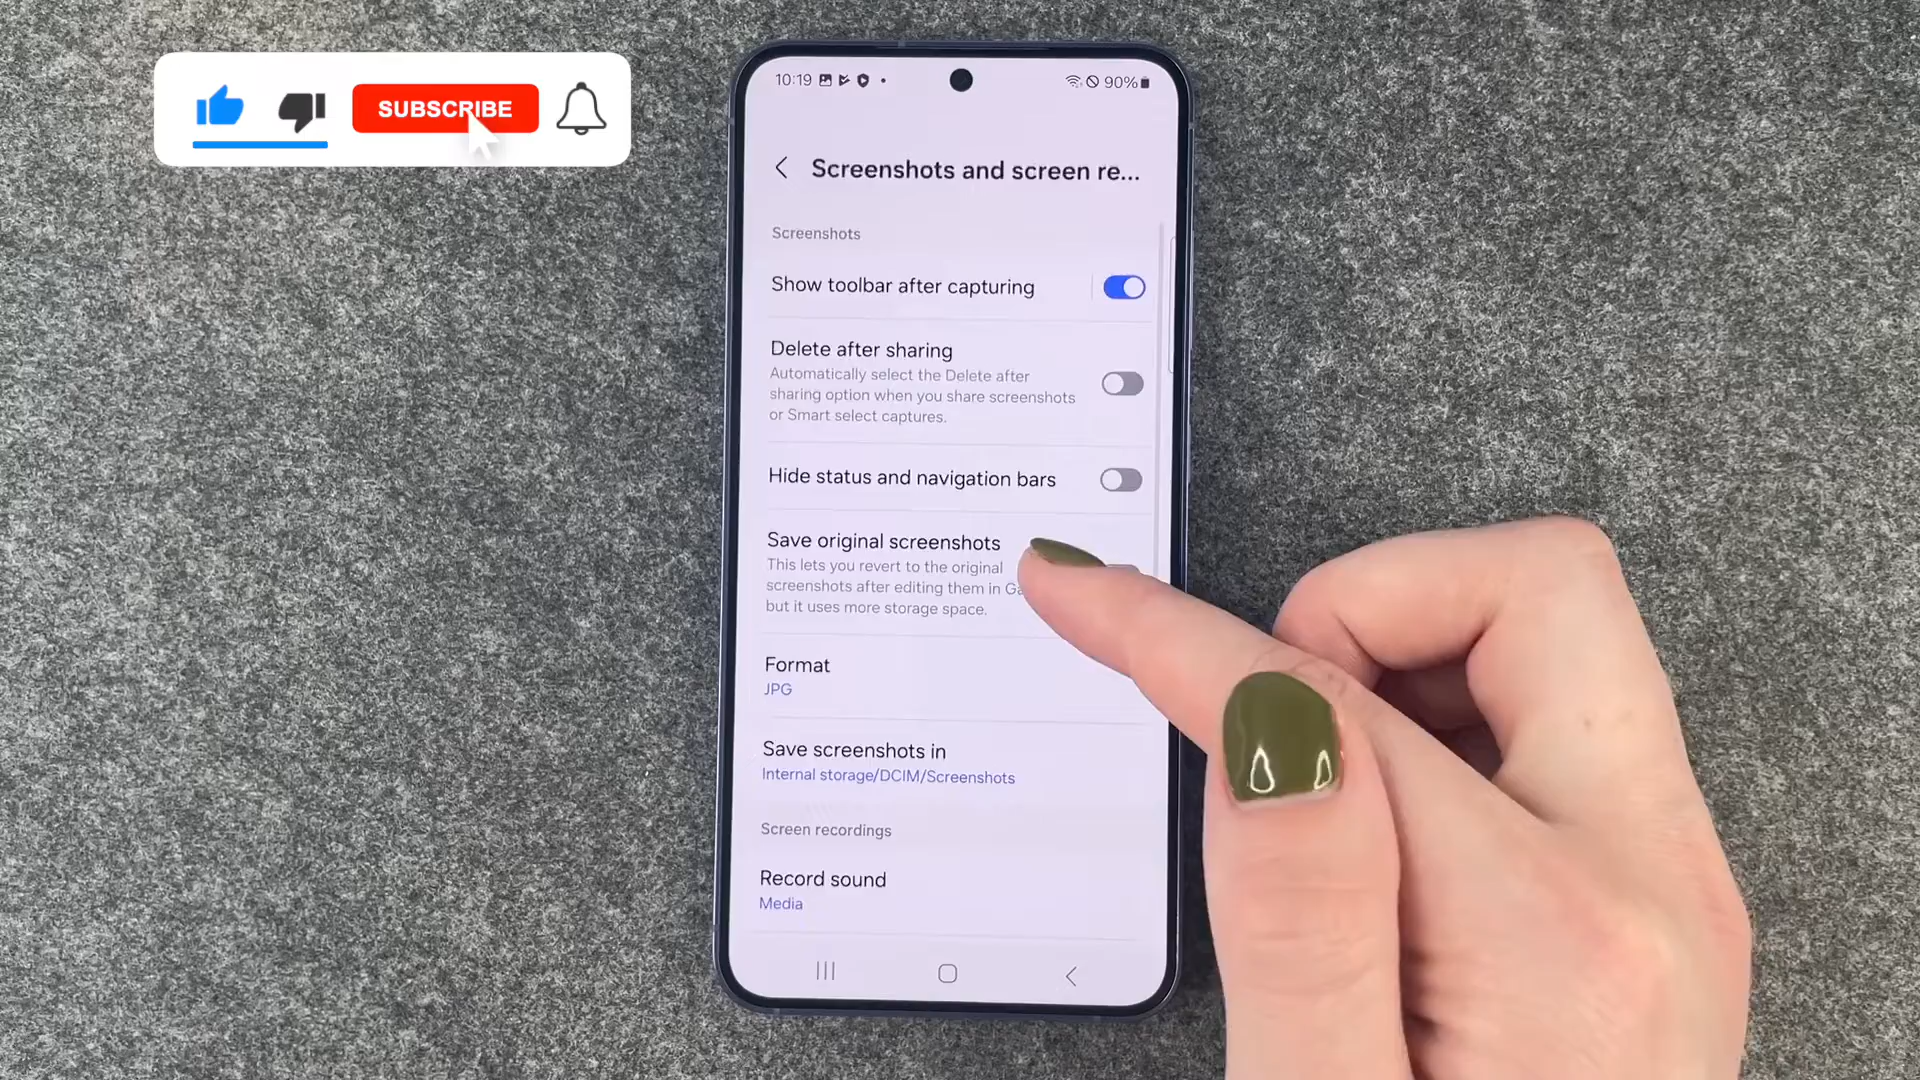 SUBSCRIBE
10:19
90%
Screenshots and screen re...
Screenshots
Show toolbar after capturing
Delete after sharing
Automatically select the Delete after
sharing option when you share screenshots
or Smart select captures.
Hide status and navigation bars
Save original screenshots
This lets you revert to the original
screenshots after editing them in
but it uses more storage space.
Format
JPG
Save screenshots in
Internal storage/DCIM/Screenshots
Screen recordings
Record sound
Media